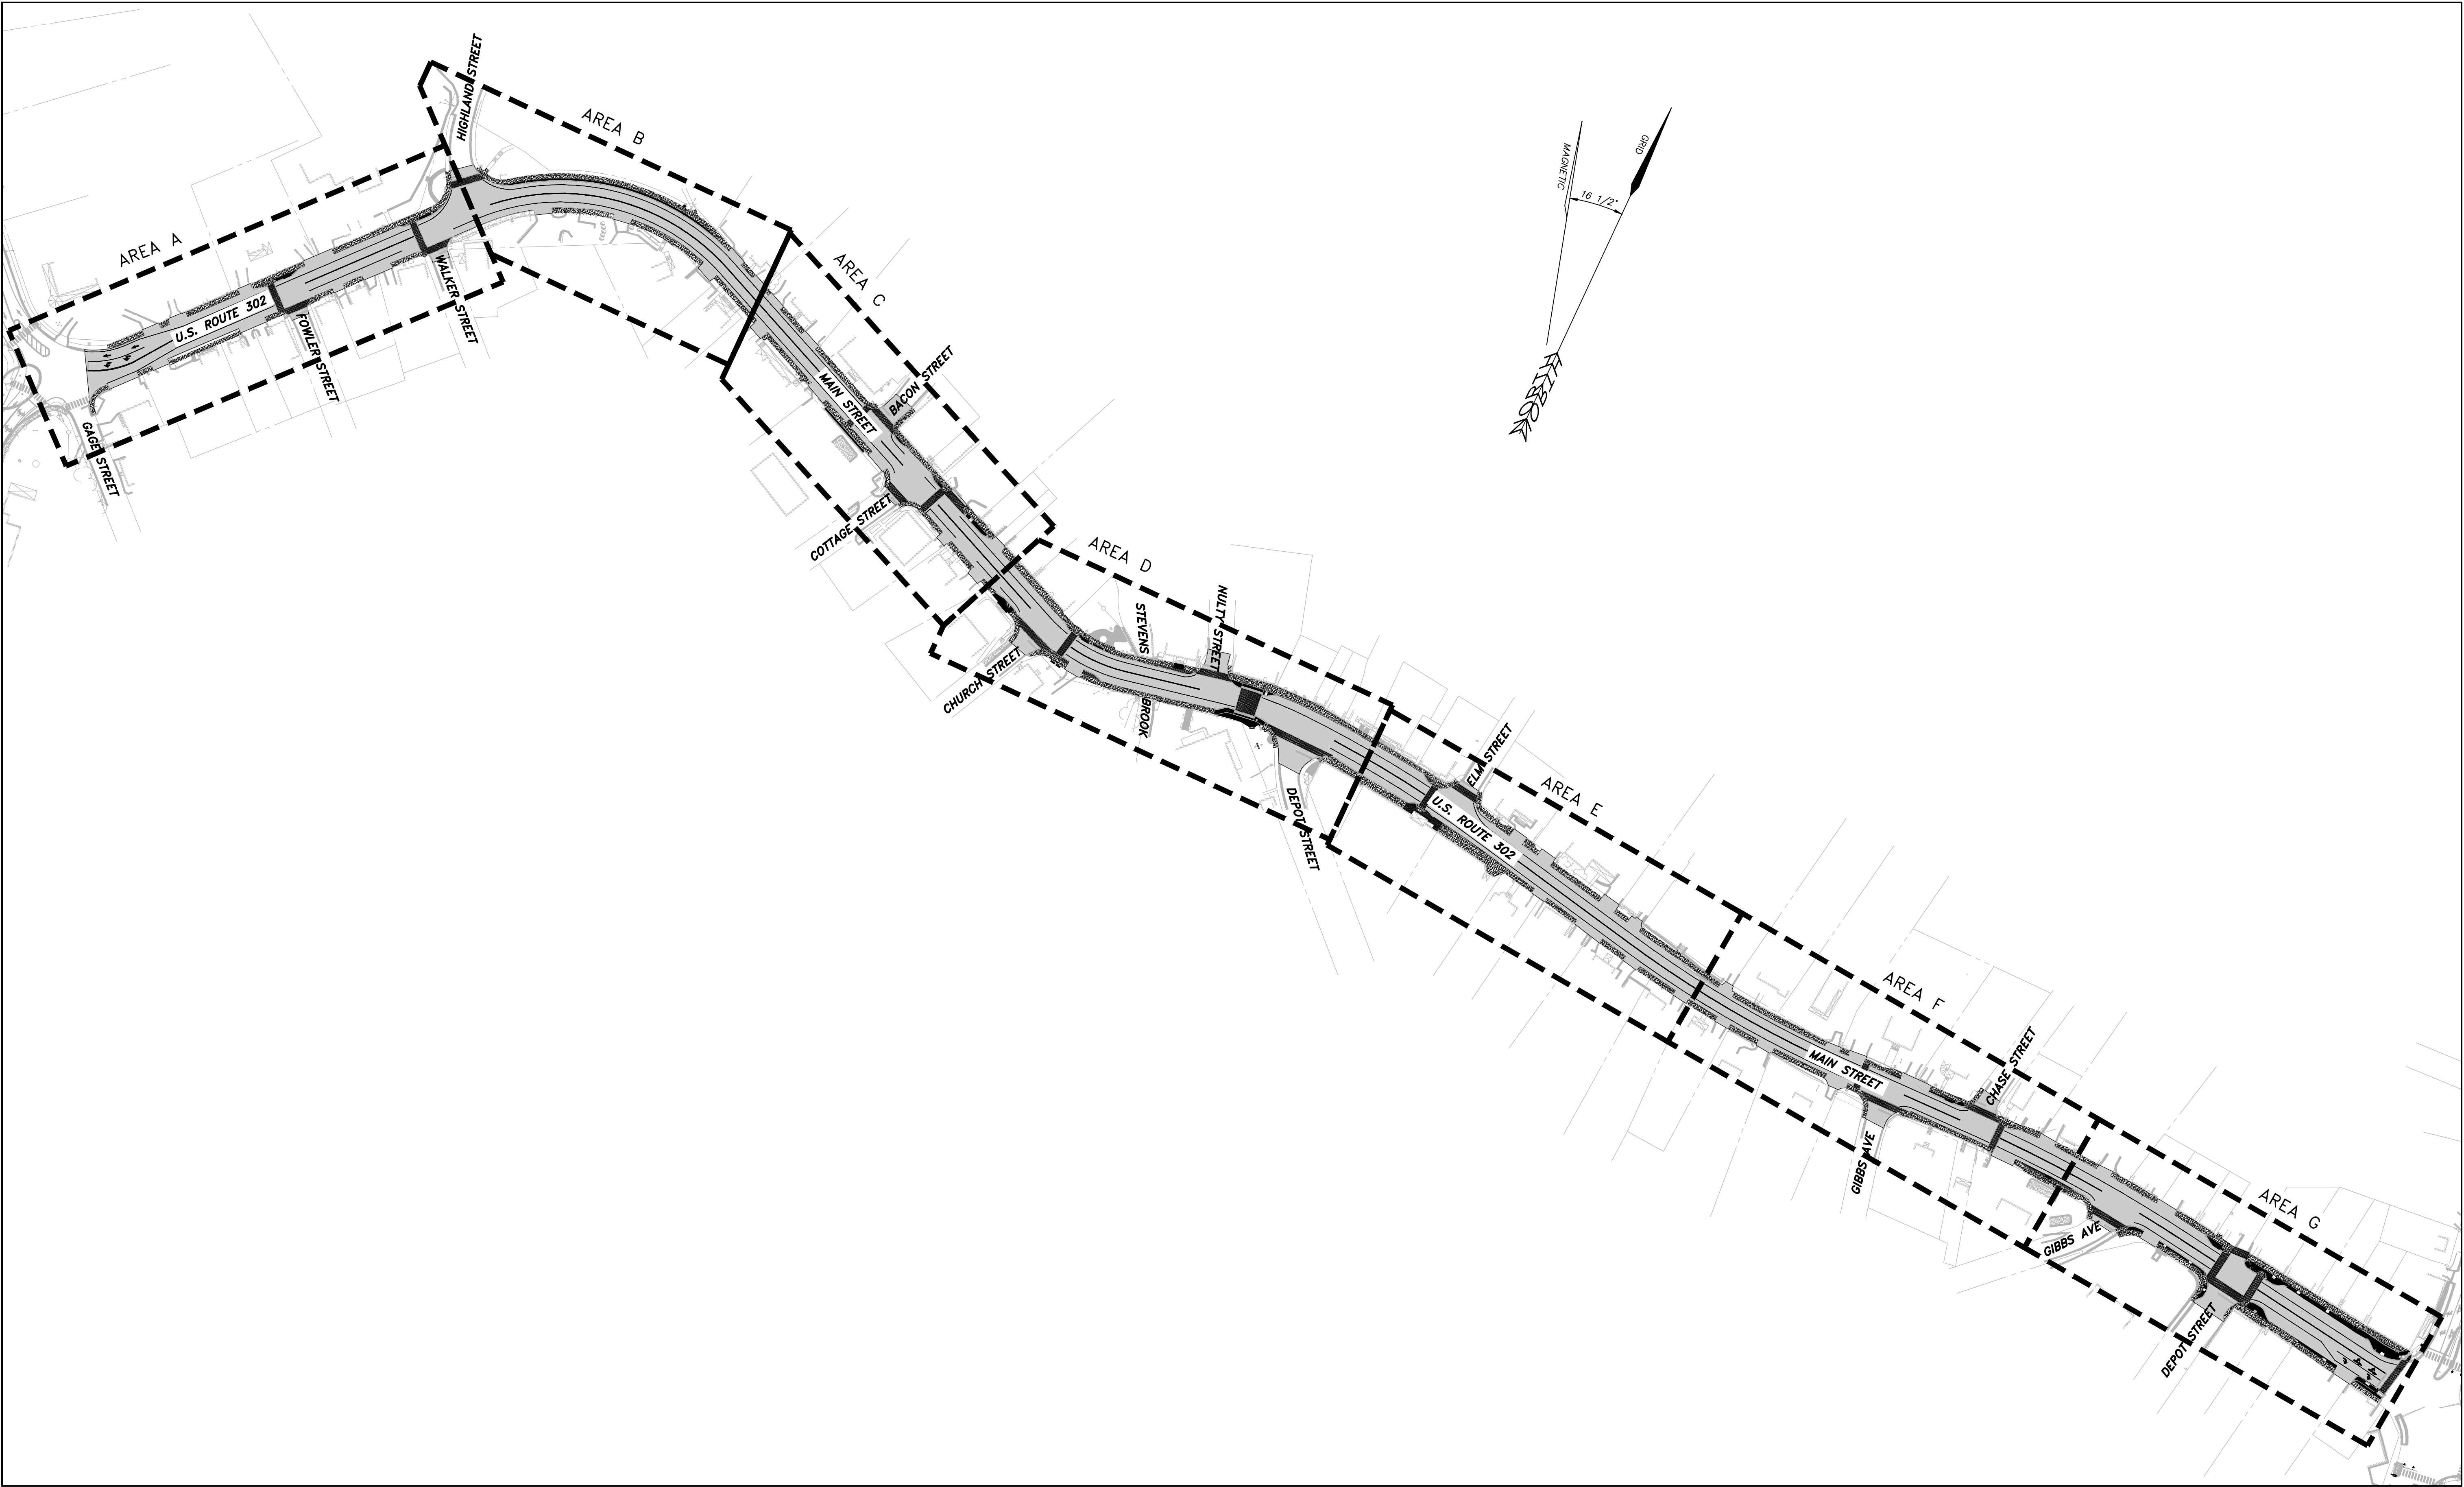 HIGHLAND STREET
AREA B
MAGNETIC
GRID
16 1/2°
NORTH
AREA A
U.S. ROUTE 302
FOWLER STREET
WALKER STREET
GAGE STREET
AREA C
MAIN STREET
BACON STREET
COTTAGE STREET
AREA D
STEVENS
BROOK
NULTY STREET
CHURCH STREET
DEPOT STREET
ELM STREET
U.S. ROUTE 302
AREA E
AREA F
MAIN STREET
CHASE STREET
GIBBS AVE
AREA G
GIBBS AVE
DEPOT STREET